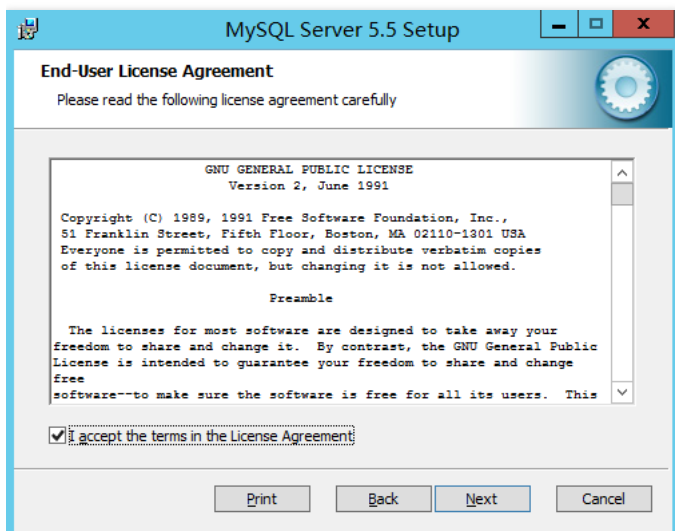 MySQL Server 5.5 Setup
End-User License Agreement
Please read the following license agreement carefully
GNU GENERAL PUBLIC LICENSE
Version 2, June 1991
Copyright (C) 1989, 1991 Free Software Foundation, Inc.,
51 Franklin Street, Fifth Floor, Boston, MA 02110-1301 USA
Everyone is permitted to copy and distribute verbatim copies
of this license document, but changing it is not allowed.
Preamble
The licenses for most software are designed to take away your
freedom to share and change it. By contrast, the GNU General Public
License is intended to guarantee your freedom to share and change
free
software--to make sure the software is free for all its users. This
I accept the terms in the License Agreement
Print Back Next Cancel